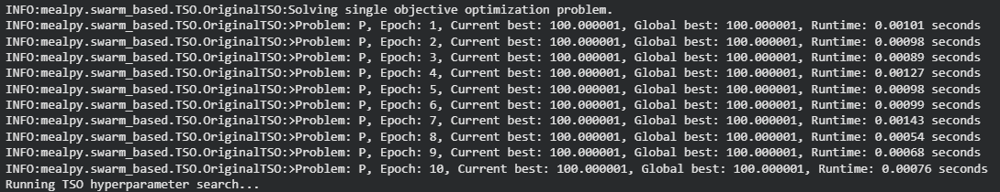 INFO:mealpy.swarm_based.TSO.OriginalTSO:Solving single objective optimization problem.
INFO:mealpy.swarm_based.TSO.OriginalTSO:>Problem: P, Epoch: 1, Current best: 100.000001, Global best: 100.000001, Runtime: 0.00101 seconds
INFO:mealpy.swarm_based.TSO.OriginalTSO:>Problem: P, Epoch: 2, Current best: 100.000001, Global best: 100.000001, Runtime: 0.00098 seconds
INFO:mealpy.swarm_based.TSO.OriginalTSO:>Problem: P, Epoch: 3, Current best: 100.000001, Global best: 100.000001, Runtime: 0.00089 seconds
INFO:mealpy.swarm_based.TSO.OriginalTSO:>Problem: P, Epoch: 4, Current best: 100.000001, Global best: 100.000001, Runtime: 0.00127 seconds
INFO:mealpy.swarm_based.TSO.OriginalTSO:>Problem: P, Epoch: 5, Current best: 100.000001, Global best: 100.000001, Runtime: 0.00098 seconds
INFO:mealpy.swarm_based.TSO.OriginalTSO:>Problem: P, Epoch: 6, Current best: 100.000001, Global best: 100.000001, Runtime: 0.00099 seconds
INFO:mealpy.swarm_based.TSO.OriginalTSO:>Problem: P, Epoch: 7, Current best: 100.000001, Global best: 100.000001, Runtime: 0.00143 seconds
INFO:mealpy.swarm_based.TSO.OriginalTSO:>Problem: P, Epoch: 8, Current best: 100.000001, Global best: 100.000001, Runtime: 0.00054 seconds
INFO:mealpy.swarm_based.TSO.OriginalTSO:>Problem: P, Epoch: 9, Current best: 100.000001, Global best: 100.000001, Runtime: 0.00068 seconds
INFO:mealpy.swarm_based.TSO.OriginalTSO:>Problem: P, Epoch: 10, Current best: 100.000001, Global best: 100.000001, Runtime: 0.00076 seconds
Running TSO hyperparameter search...